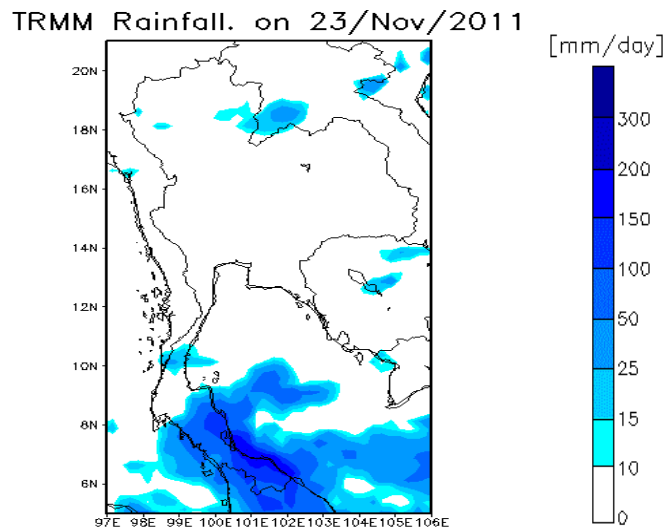 TRMM Rainfall. on 23/Nov/2011
[mm/day]
20N
18N
16N
14N
12N
10N
8N
6N
97E 98E 99E 100E 101E 102E 103E 104E 105E 106E
300
200
150
100
50
25
15
10
0